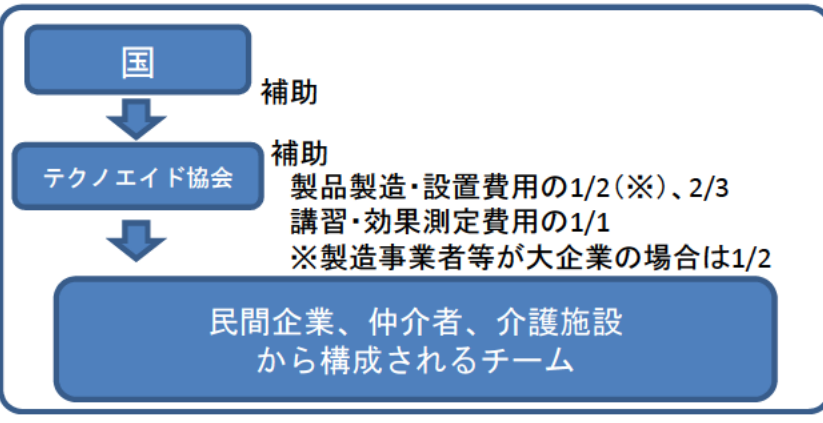 国
補助
テクノエイド協会
補助
製品製造・設置費用の1/2(※)、2/3
講習・効果測定費用の1/1
※製造事業者等が大企業の場合は1/2
民間企業、仲介者、介護施設
から構成されるチーム